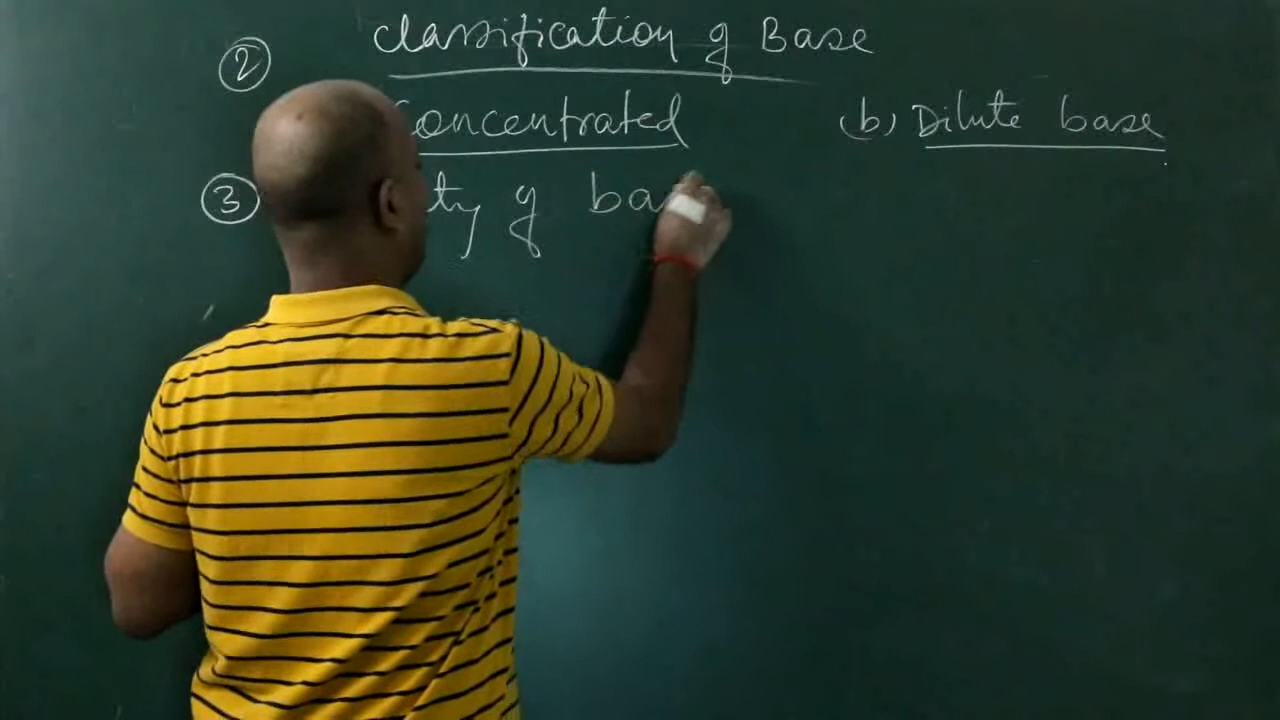 Classification of Base
②
Concentrated (b) Dilute base
③ ty of ba